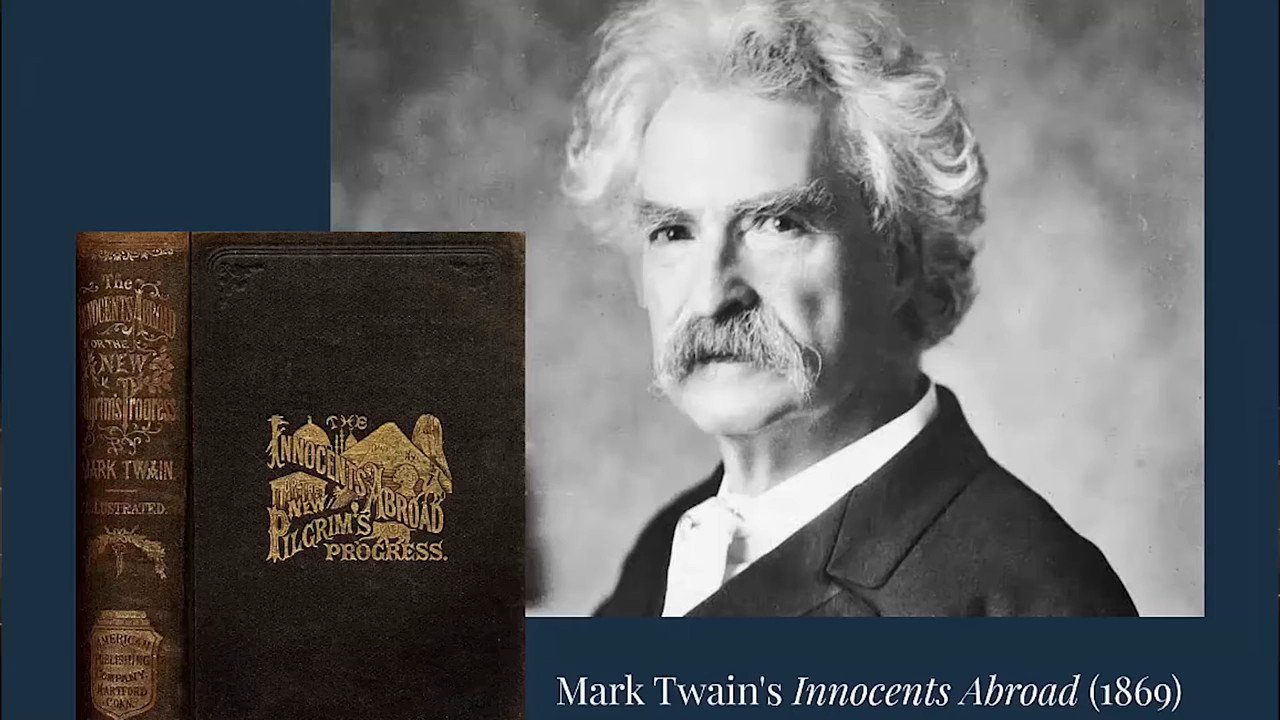 The
INNOCENTS ABROAD
OR THE
NEW
Pilgrim's Progress
MARK TWAIN.
ILLUSTRATED.
AMERICAN
PUBLISHING
COMPANY.
HARTFORD
CONN.
THE
INNOCENTS ABROAD
OR THE
NEW
PILGRIM'S
PROGRESS.
Mark Twain's Innocents Abroad (1869)